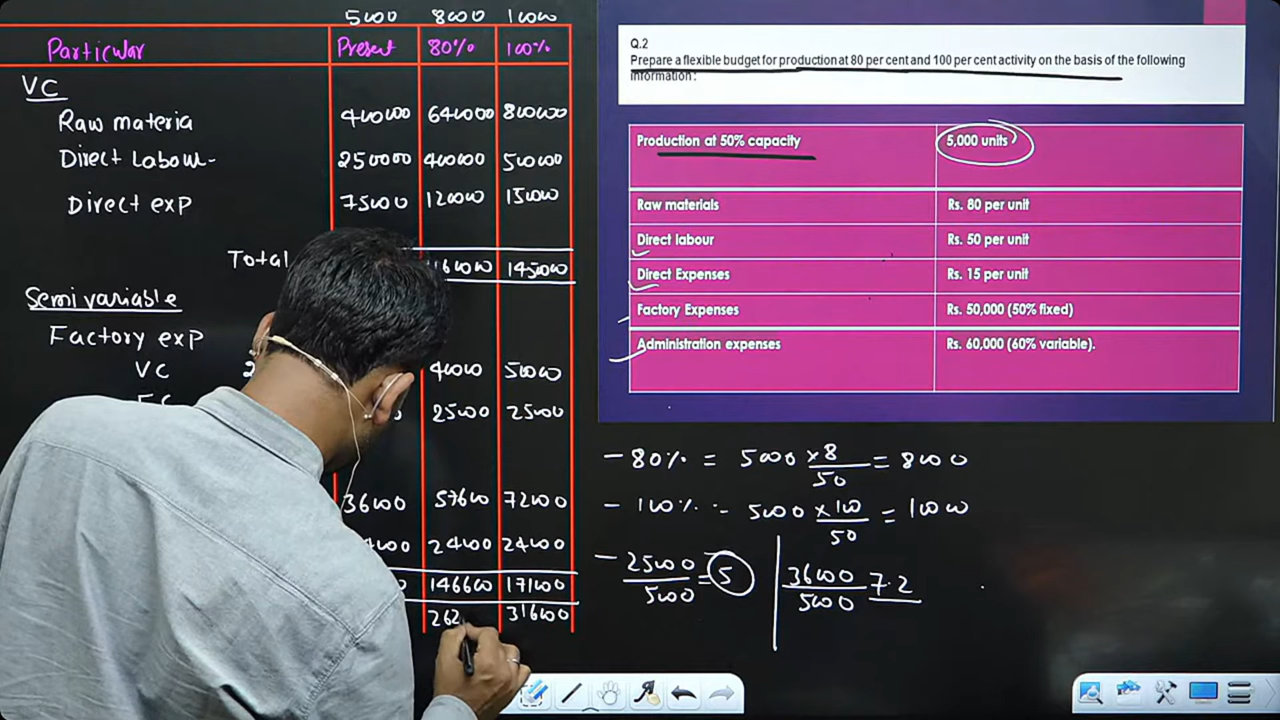 5000 8000 10000
Particular Present 80% 100%
VC
Raw materia 400000 640000 800000
Direct Labour- 250000 400000 500000
Direct exp 75000 120000 150000
Total 1450000
Semi variable
Factory exp
VC 2 40000 50000
25000 25000
36000 57600 72000
24000 24000
146600 171000
262 316000
Q.2
Prepare a flexible budget for production at 80 per cent and 100 per cent activity on the basis of the following
information :
Production at 50% capacity 5,000 units
Raw materials Rs. 80 per unit
Direct labour Rs. 50 per unit
Direct Expenses Rs. 15 per unit
Factory Expenses Rs. 50,000 (50% fixed)
Administration expenses Rs. 60,000 (60% variable).
- 80% = 5000 × 8 = 8000
50
- 100% :- 5000 × 100 = 10000
50
- 25000 = 5
5000
36000 7.2
5000